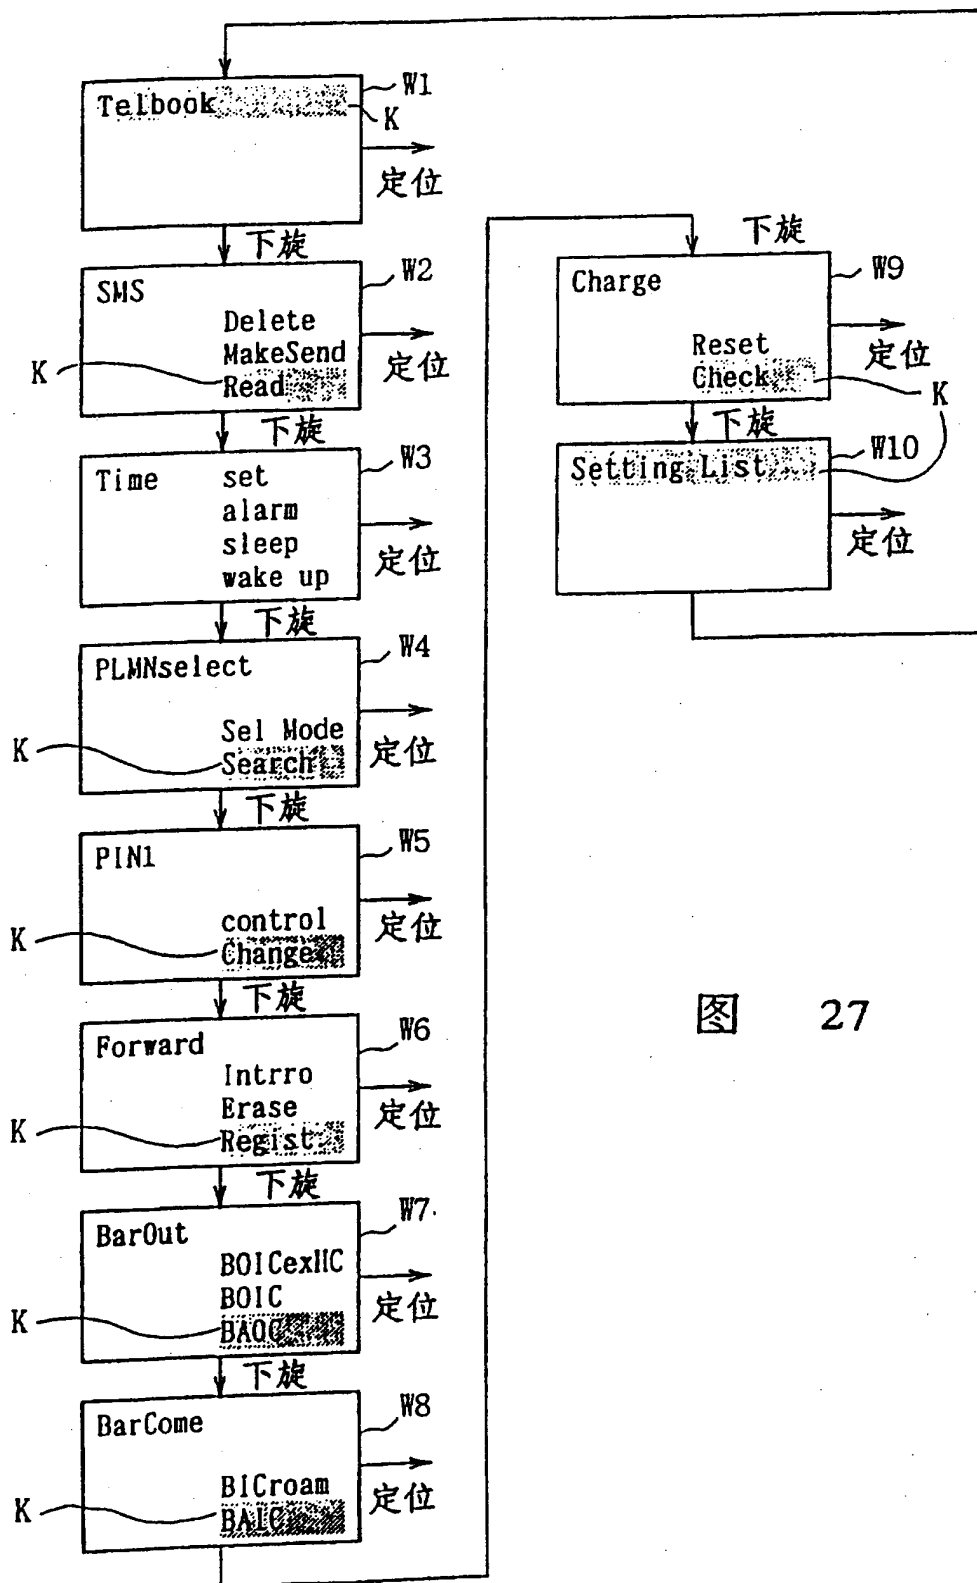 Telbook
W1
K
定位
下旋
SMS
W2
Delete
MakeSend
定位
K
Read
下旋
Time
set
W3
alarm
sleep
定位
wake up
下旋
PLMNselect
W4
Sel Mode
定位
K
Search
下旋
PIN1
W5
control
定位
K
Change
下旋
Forward
W6
Intrro
Erase
定位
K
Regist
下旋
BarOut
W7
BOICexHC
BOIC
定位
K
BAOC
下旋
BarCome
W8
BICroam
定位
K
BAIC
下旋
Charge
W9
Reset
定位
Check
K
下旋
Setting List
W10
定位
图 27